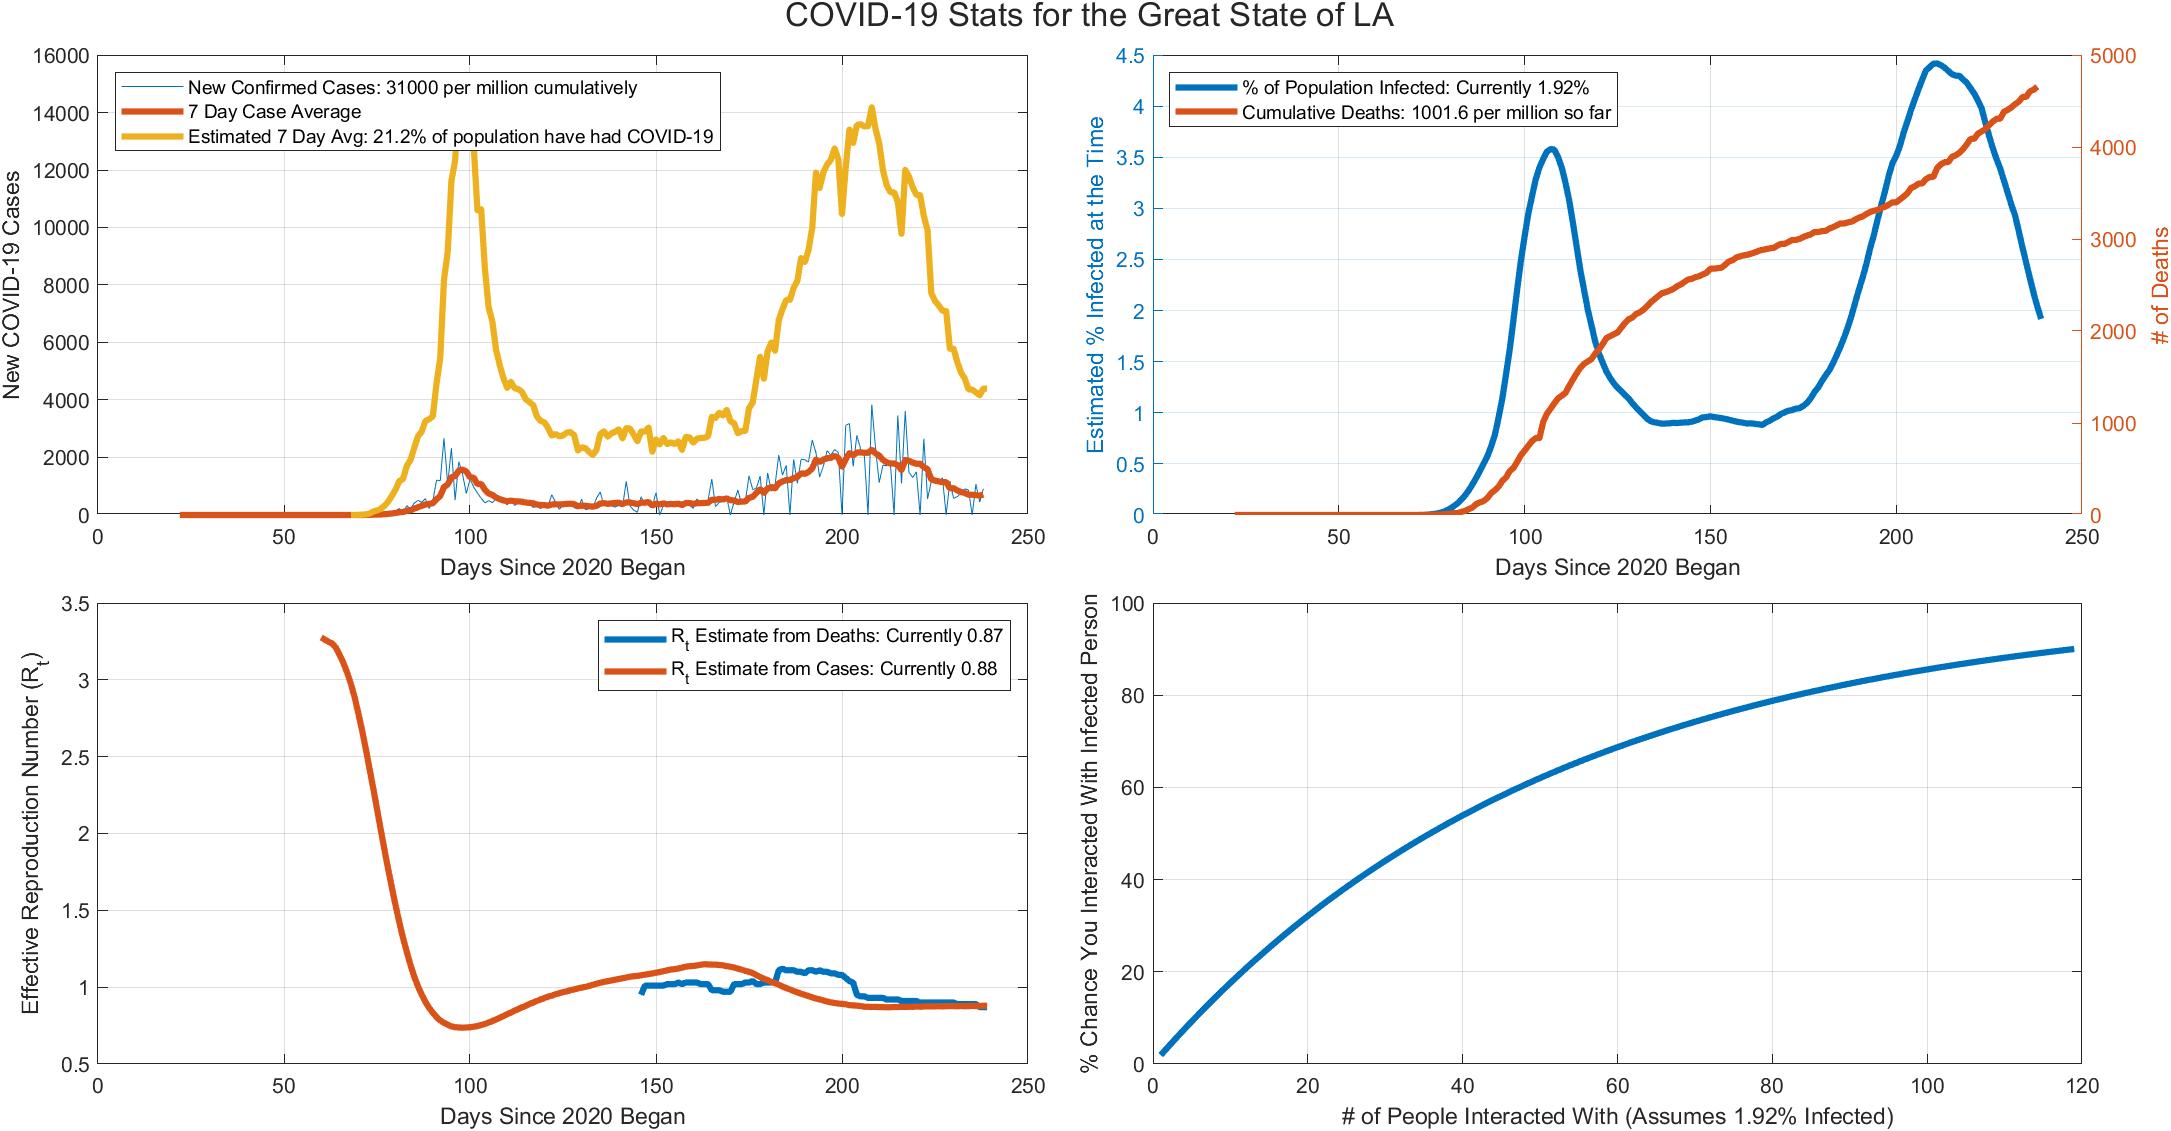 COVID-19 Stats for the Great State of LA
New Confirmed Cases: 31000 per million cumulatively
7 Day Case Average
Estimated 7 Day Avg: 21.2% of population have had COVID-19
New COVID-19 Cases
16000
14000
12000
10000
8000
6000
4000
2000
0
0 50 100 150 200 250
Days Since 2020 Began
% of Population Infected: Currently 1.92%
Cumulative Deaths: 1001.6 per million so far
Estimated % Infected at the Time
4.5
4
3.5
3
2.5
2
1.5
1
0.5
0
5000
4000
3000
2000
1000
0
# of Deaths
0 50 100 150 200 250
Days Since 2020 Began
Rt Estimate from Deaths: Currently 0.87
Rt Estimate from Cases: Currently 0.88
Effective Reproduction Number (Rt)
3.5
3
2.5
2
1.5
1
0.5
0 50 100 150 200 250
Days Since 2020 Began
% Chance You Interacted With Infected Person
100
80
60
40
20
0
0 20 40 60 80 100 120
# of People Interacted With (Assumes 1.92% Infected)